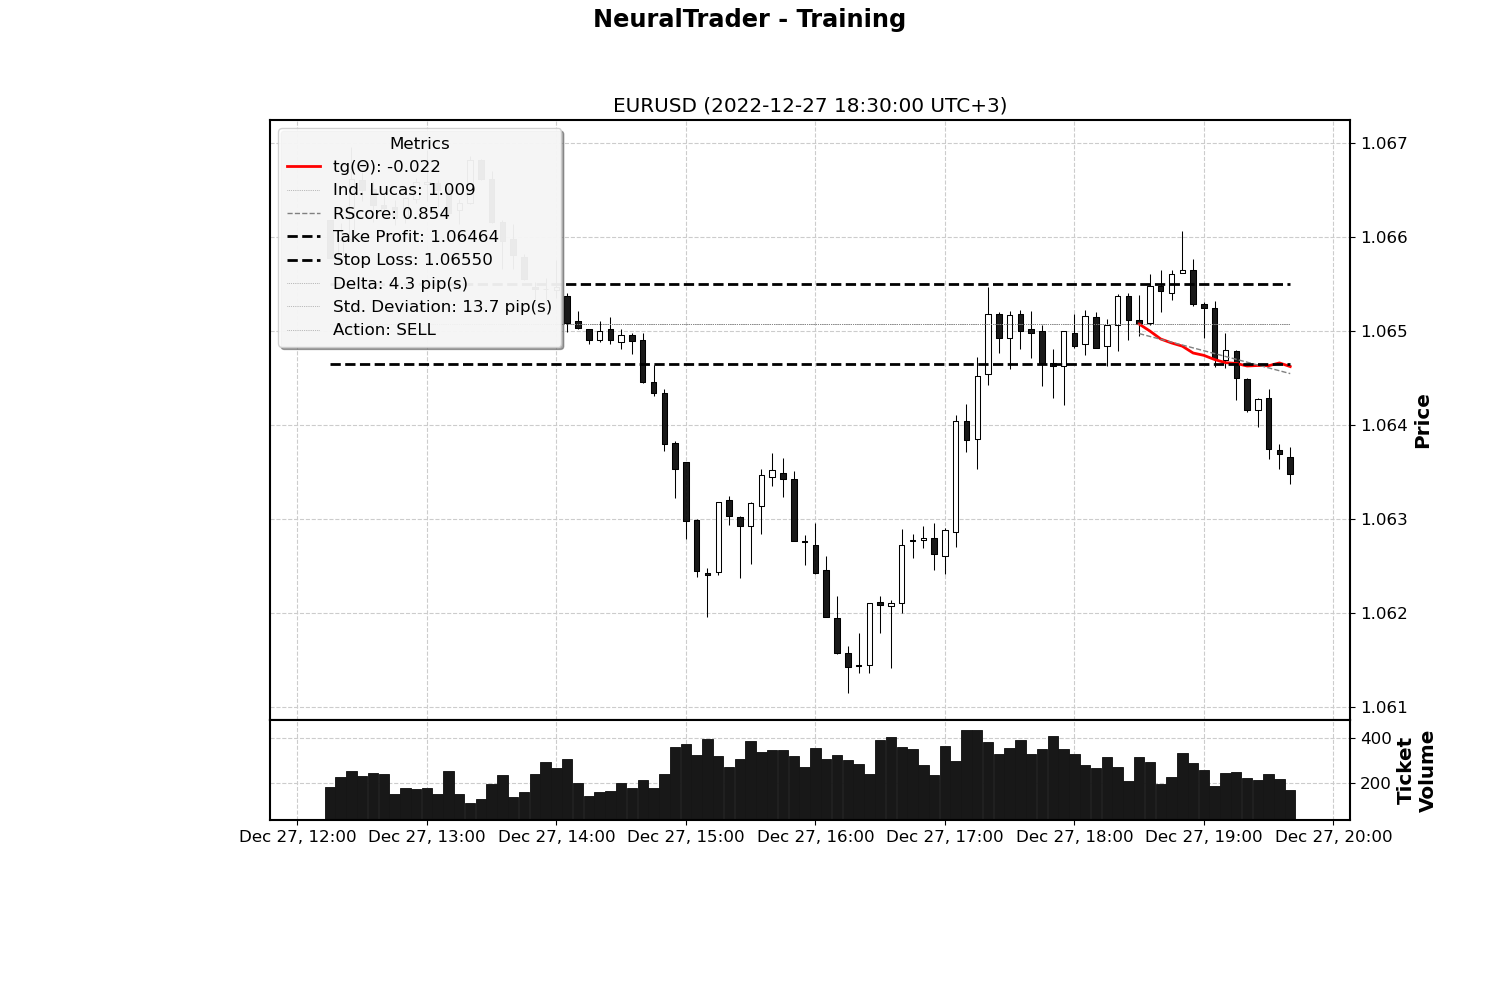 NeuralTrader - Training
EURUSD (2022-12-27 18:30:00 UTC+3)
Metrics
tg(Θ): -0.022
Ind. Lucas: 1.009
RScore: 0.854
Take Profit: 1.06464
Stop Loss: 1.06550
Delta: 4.3 pip(s)
Std. Deviation: 13.7 pip(s)
Action: SELL
1.067
1.066
1.065
1.064
1.063
1.062
1.061
Price
400
200
Ticket
Volume
Dec 27, 12:00 Dec 27, 13:00 Dec 27, 14:00 Dec 27, 15:00 Dec 27, 16:00 Dec 27, 17:00 Dec 27, 18:00 Dec 27, 19:00 Dec 27, 20:00